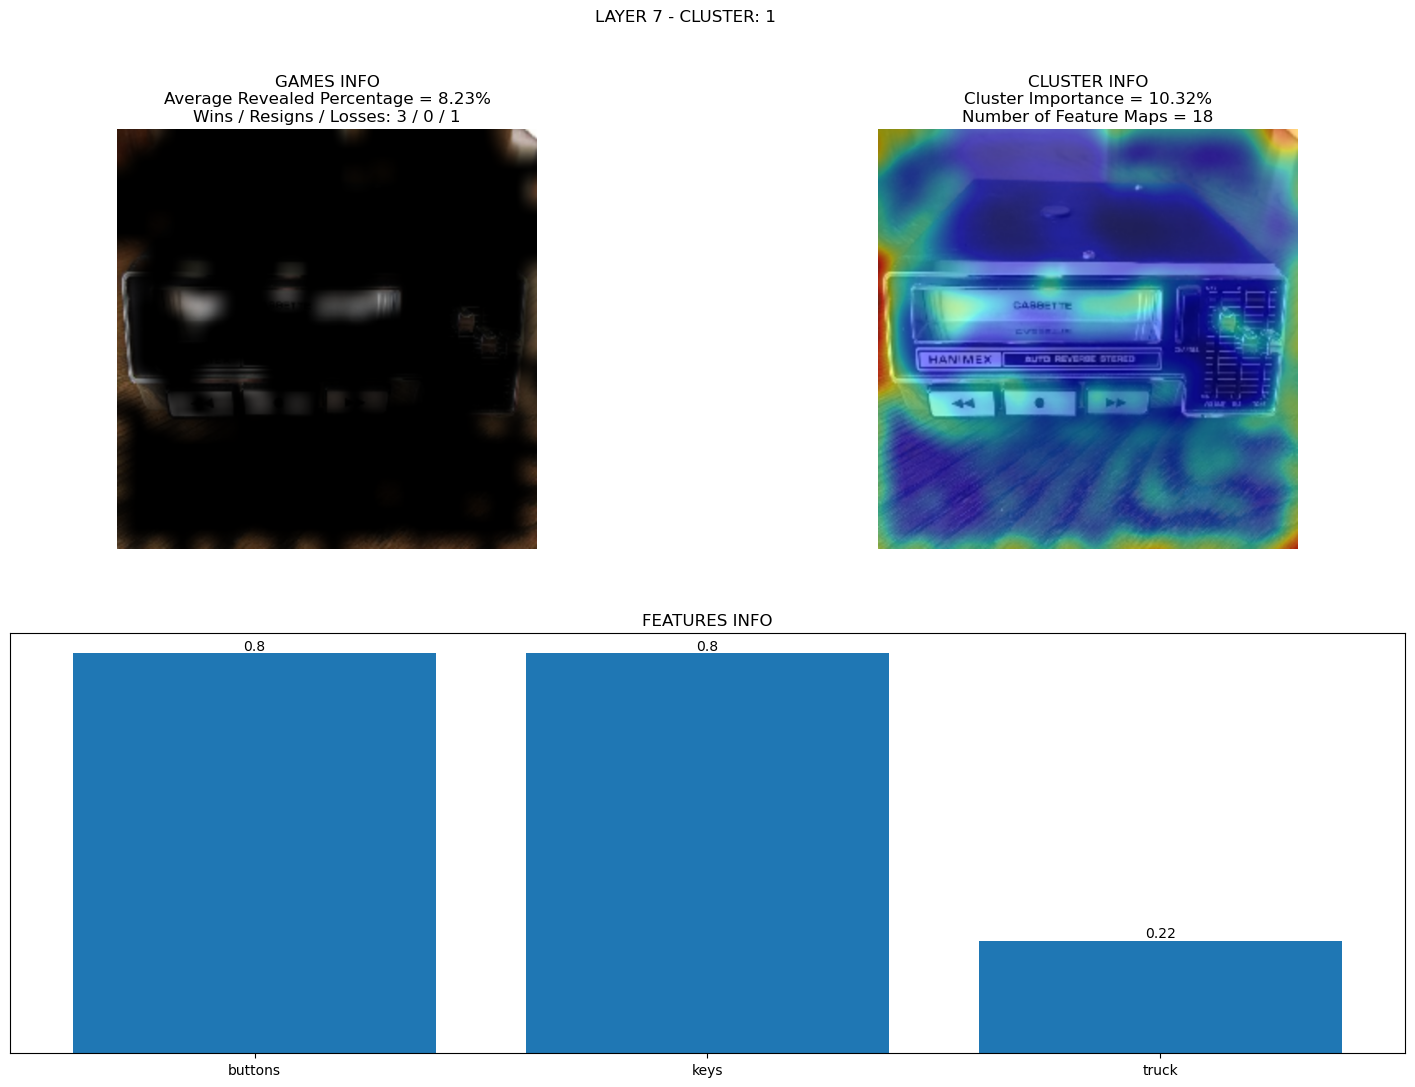 LAYER 7 - CLUSTER: 1
GAMES INFO
Average Revealed Percentage = 8.23%
Wins / Resigns / Losses: 3 / 0 / 1
CLUSTER INFO
Cluster Importance = 10.32%
Number of Feature Maps = 18
CASSETTE
HANIMEX AUTO REVERSE STEREO
FEATURES INFO
0.8
0.8
0.22
buttons
keys
truck